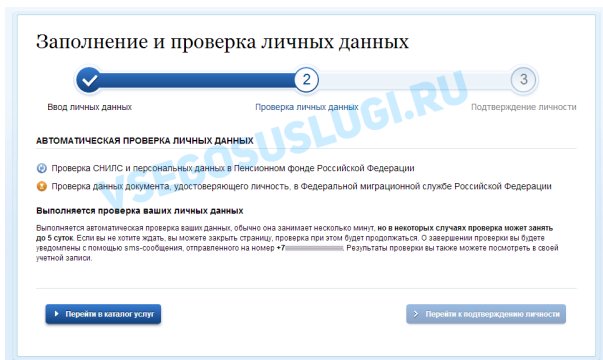 Заполнение и проверка личных данных
2
3
Ввод личных данных
Проверка личных данных
Подтверждение личности
VSEGOSUSLUGI.RU
АВТОМАТИЧЕСКАЯ ПРОВЕРКА ЛИЧНЫХ ДАННЫХ
Проверка СНИЛС и персональных данных в Пенсионном фонде Российской Федерации
Проверка данных документа, удостоверяющего личность, в Федеральной миграционной службе Российской Федерации
Выполняется проверка ваших личных данных
Выполняется автоматическая проверка ваших данных, обычно она занимает несколько минут, но в некоторых случаях проверка может занять
до 5 суток. Если вы не хотите ждать, вы можете закрыть страницу, проверка при этом будет продолжаться. О завершении проверки вы будете
уведомлены с помощью sms-сообщения, отправленного на номер +7 . Результаты проверки вы также можете посмотреть в своей
учетной записи.
Перейти в каталог услуг
Перейти к подтверждению личности